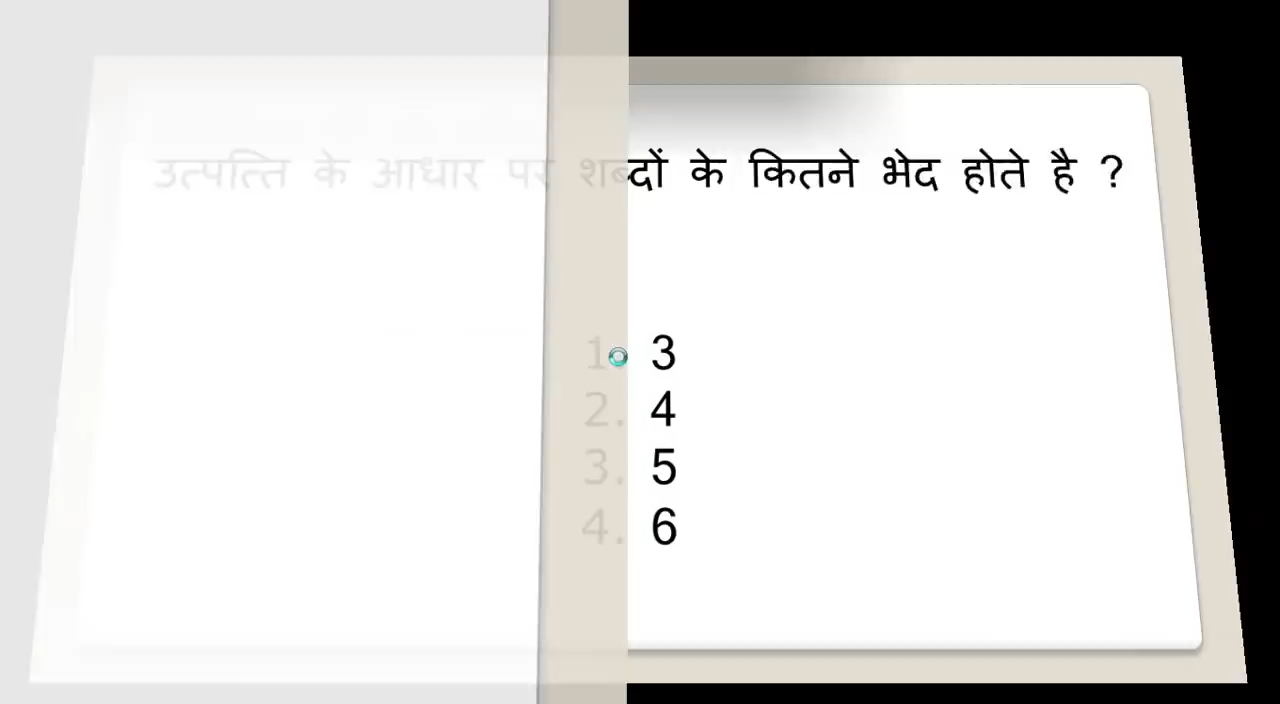 उत्पत्ति के आधार पर शब्दों के कितने भेद होते है ?
1. 3
2. 4
3. 5
4. 6